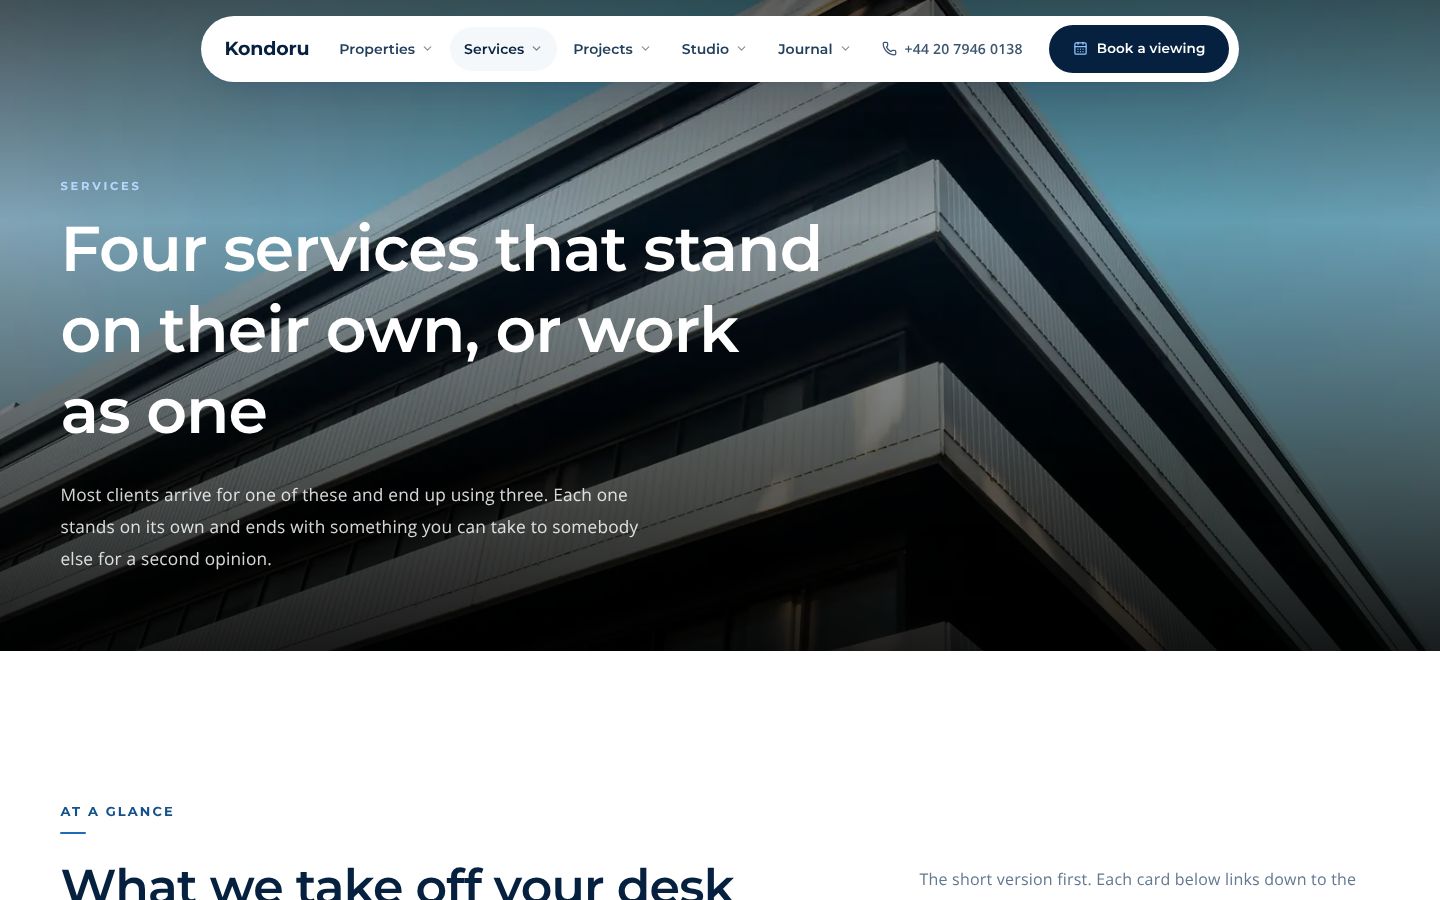 Kondoru
Properties
Services
Projects
Studio
Journal
+44 20 7946 0138
Book a viewing
SERVICES
Four services that stand
on their own, or work
as one
Most clients arrive for one of these and end up using three. Each one
stands on its own and ends with something you can take to somebody
else for a second opinion.
AT A GLANCE
What we take off your desk
The short version first. Each card below links down to the